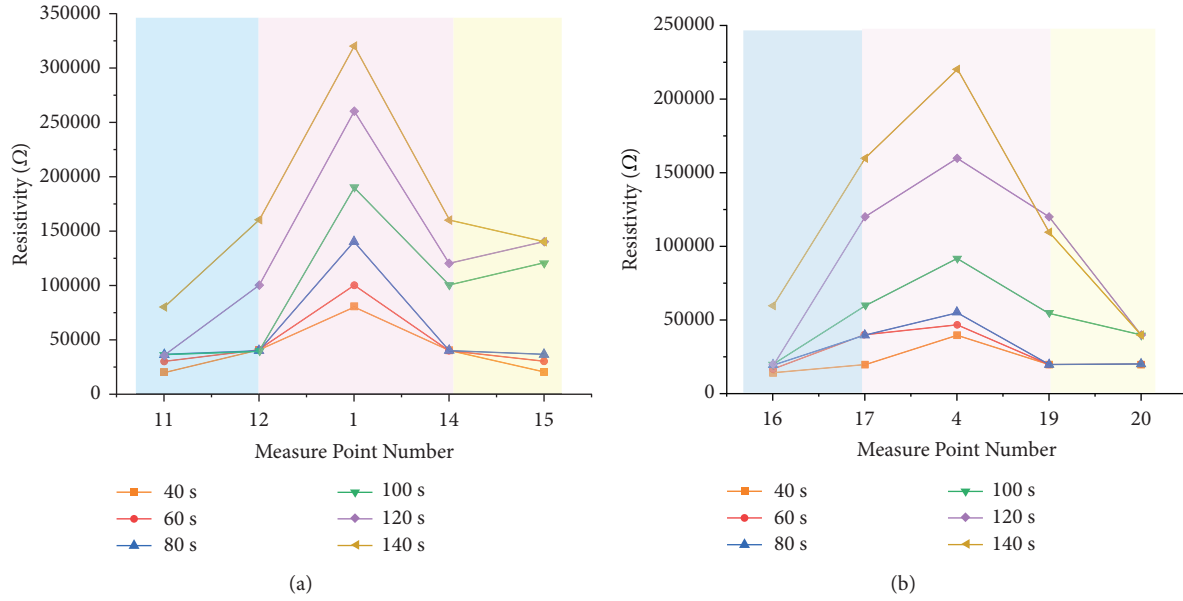 350000
300000
250000
200000
150000
100000
50000
0
Resistivity (Ω)
11 12 1 14 15
Measure Point Number
40 s 100 s
60 s 120 s
80 s 140 s
(a)
250000
200000
150000
100000
50000
0
Resistivity (Ω)
16 17 4 19 20
Measure Point Number
40 s 100 s
60 s 120 s
80 s 140 s
(b)